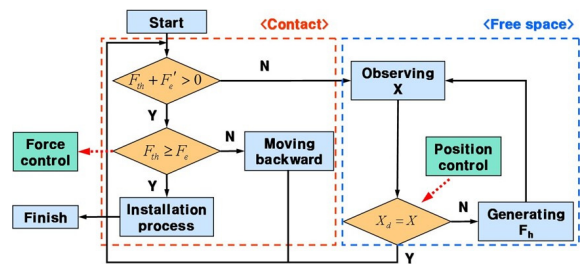 Start
<Contact>
<Free space>
F_th + F_e' > 0
N
Observing
X
Y
Force
control
F_th ≥ F_e
N
Moving
backward
Position
control
Y
Finish
Installation
process
X_d = X
N
Generating
F_h
Y